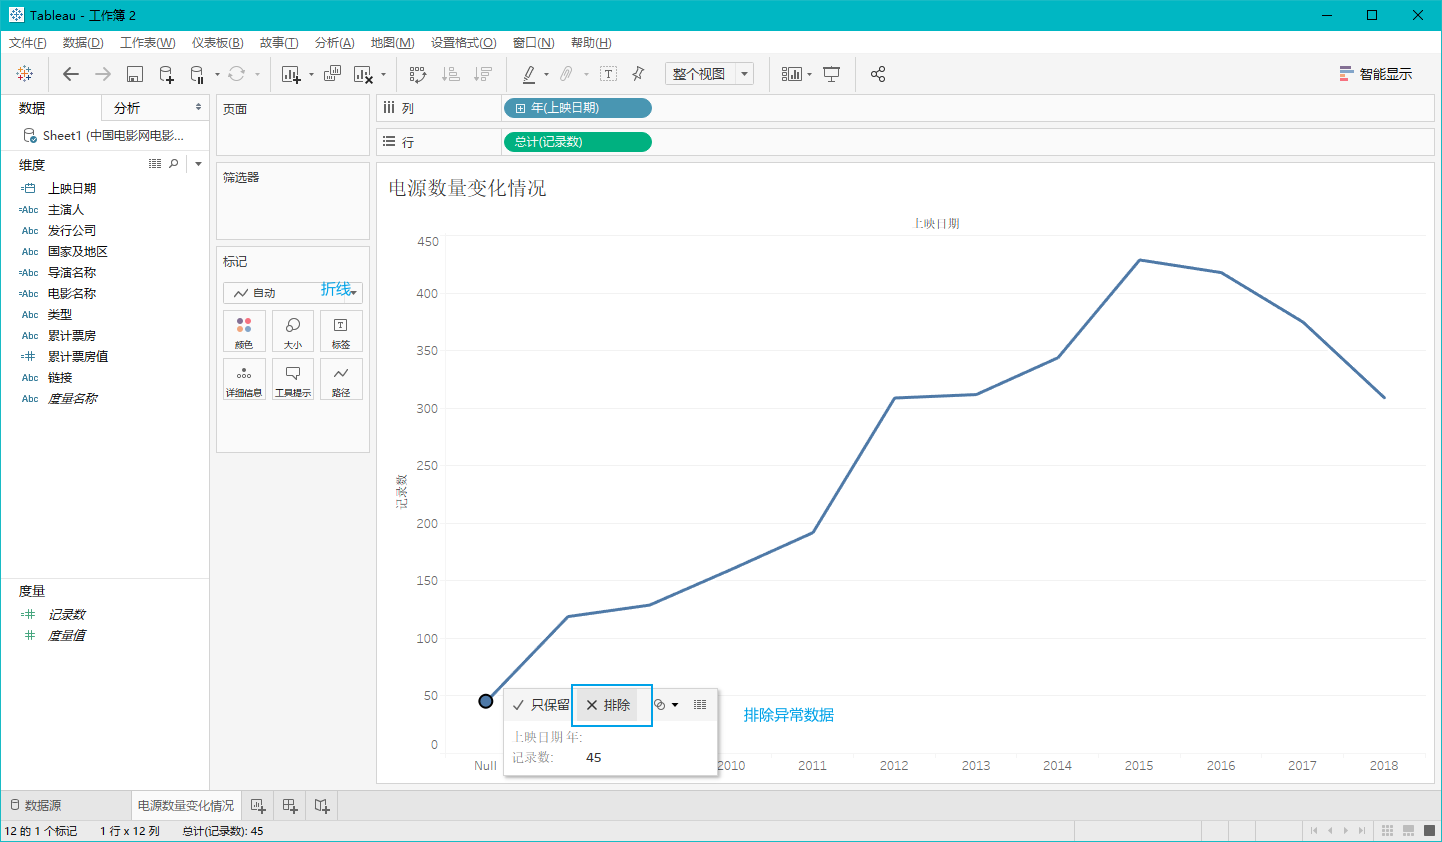 Tableau - 工作簿 2
文件(F) 数据(D) 工作表(W) 仪表板(B) 故事(T) 分析(A) 地图(M) 设置格式(O) 窗口(N) 帮助(H)
整个视图
智能显示
数据 分析
Sheet1 (中国电影网电影...
维度
上映日期
Abc 主演人
Abc 发行公司
Abc 国家及地区
Abc 导演名称
Abc 电影名称
Abc 类型
Abc 累计票房
累计票房值
Abc 链接
Abc 度量名称
度量
记录数
度量值
页面
筛选器
标记
自动
折线
颜色 大小 标签
详细信息 工具提示 路径
列 年(上映日期)
行 总计(记录数)
电源数量变化情况
上映日期
450
400
350
300
250
200
150
100
50
0
记录数
只保留 排除
上映日期 年:
记录数: 45
排除异常数据
Null 2010 2011 2012 2013 2014 2015 2016 2017 2018
数据源 电源数量变化情况
12 的 1 个标记 1 行 x 12 列 总计(记录数): 45